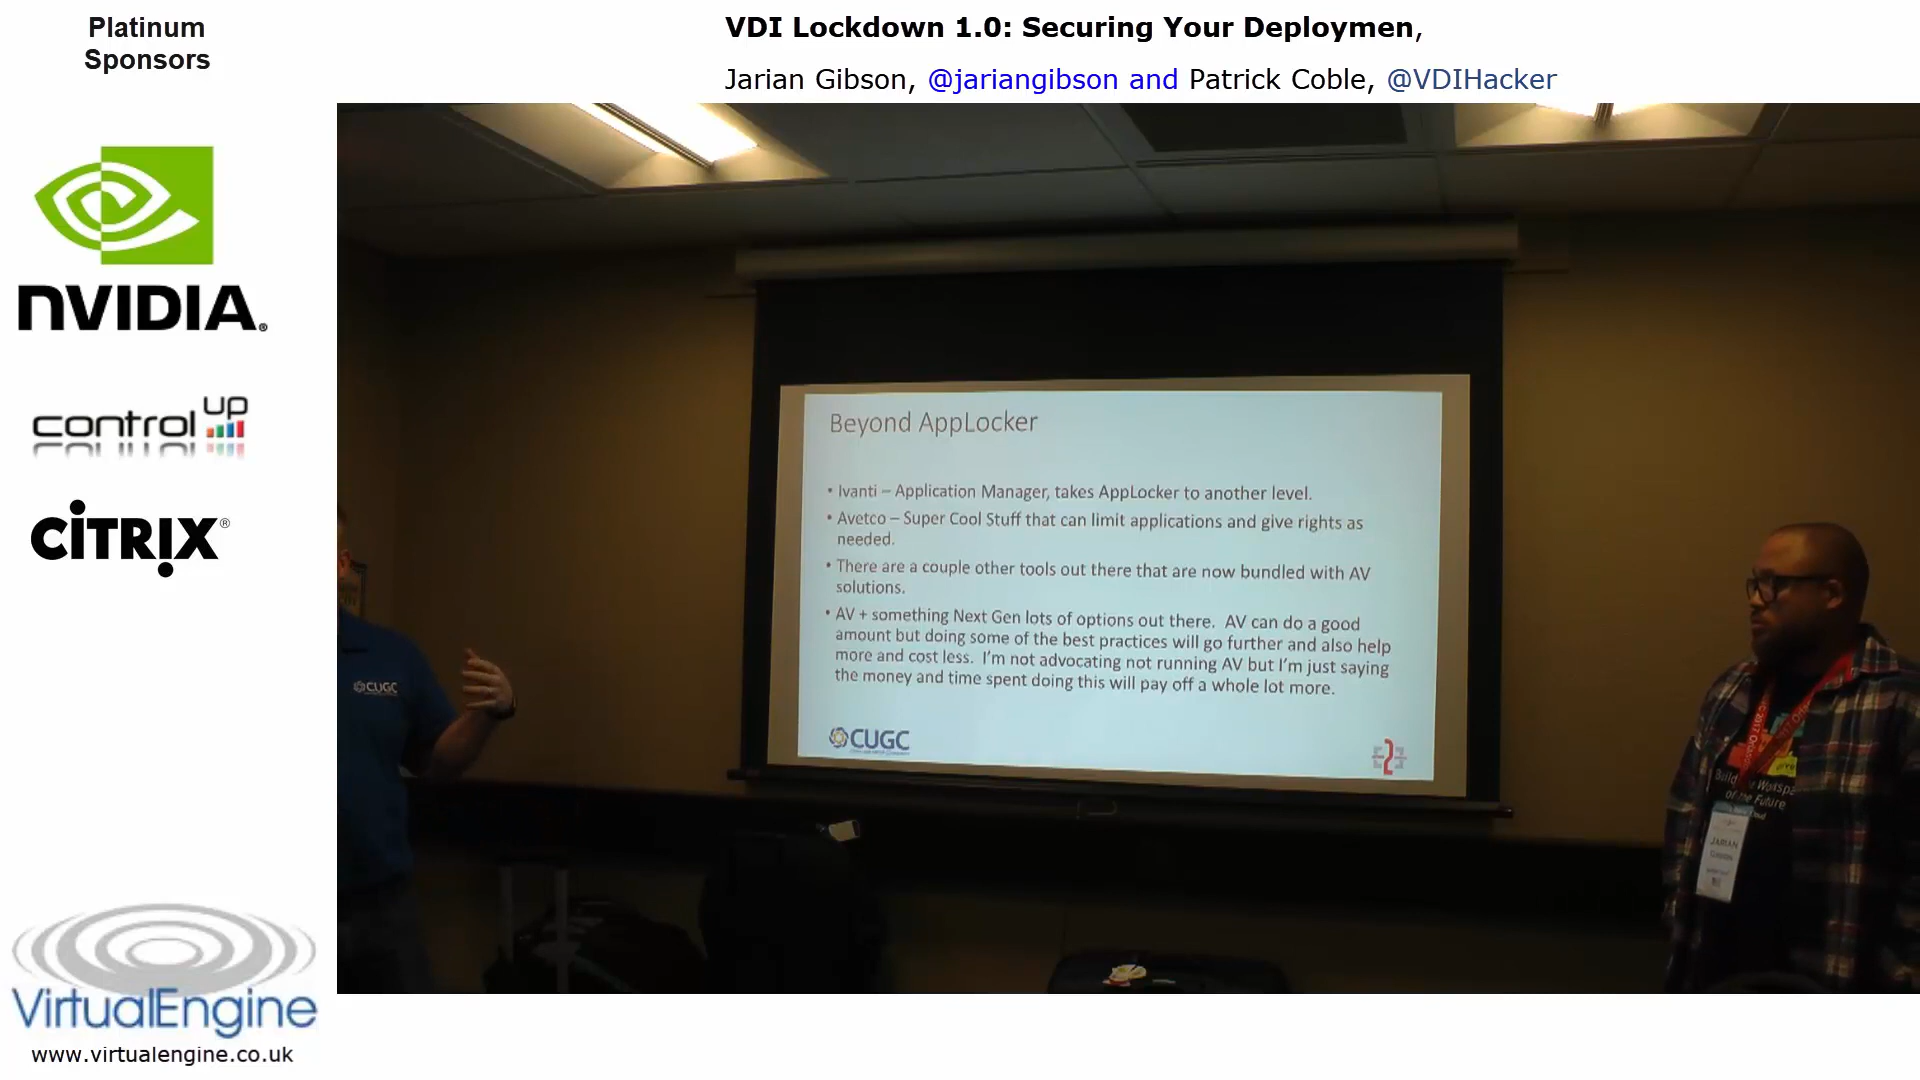 Platinum
Sponsors
VDI Lockdown 1.0: Securing Your Deploymen,
Jarian Gibson, @jariangibson and Patrick Coble, @VDIHacker
NVIDIA®
control up
CITRIX®
VirtualEngine
www.virtualengine.co.uk
Beyond AppLocker
• Ivanti – Application Manager, takes AppLocker to another level.
• Avetco – Super Cool Stuff that can limit applications and give rights as
needed.
• There are a couple other tools out there that are now bundled with AV
solutions.
• AV + something Next Gen lots of options out there. AV can do a good
amount but doing some of the best practices will go further and also help
more and cost less. I'm not advocating not running AV but I'm just saying
the money and time spent doing this will pay off a whole lot more.
CUGC
CUGC
Build
Workspa
of the Future
JARIAN